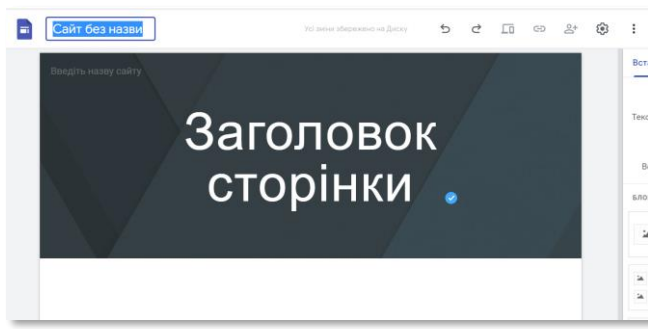 Сайт без назви
Усі зміни збережено на Диску
Введіть назву сайту
Заголовок
сторінки